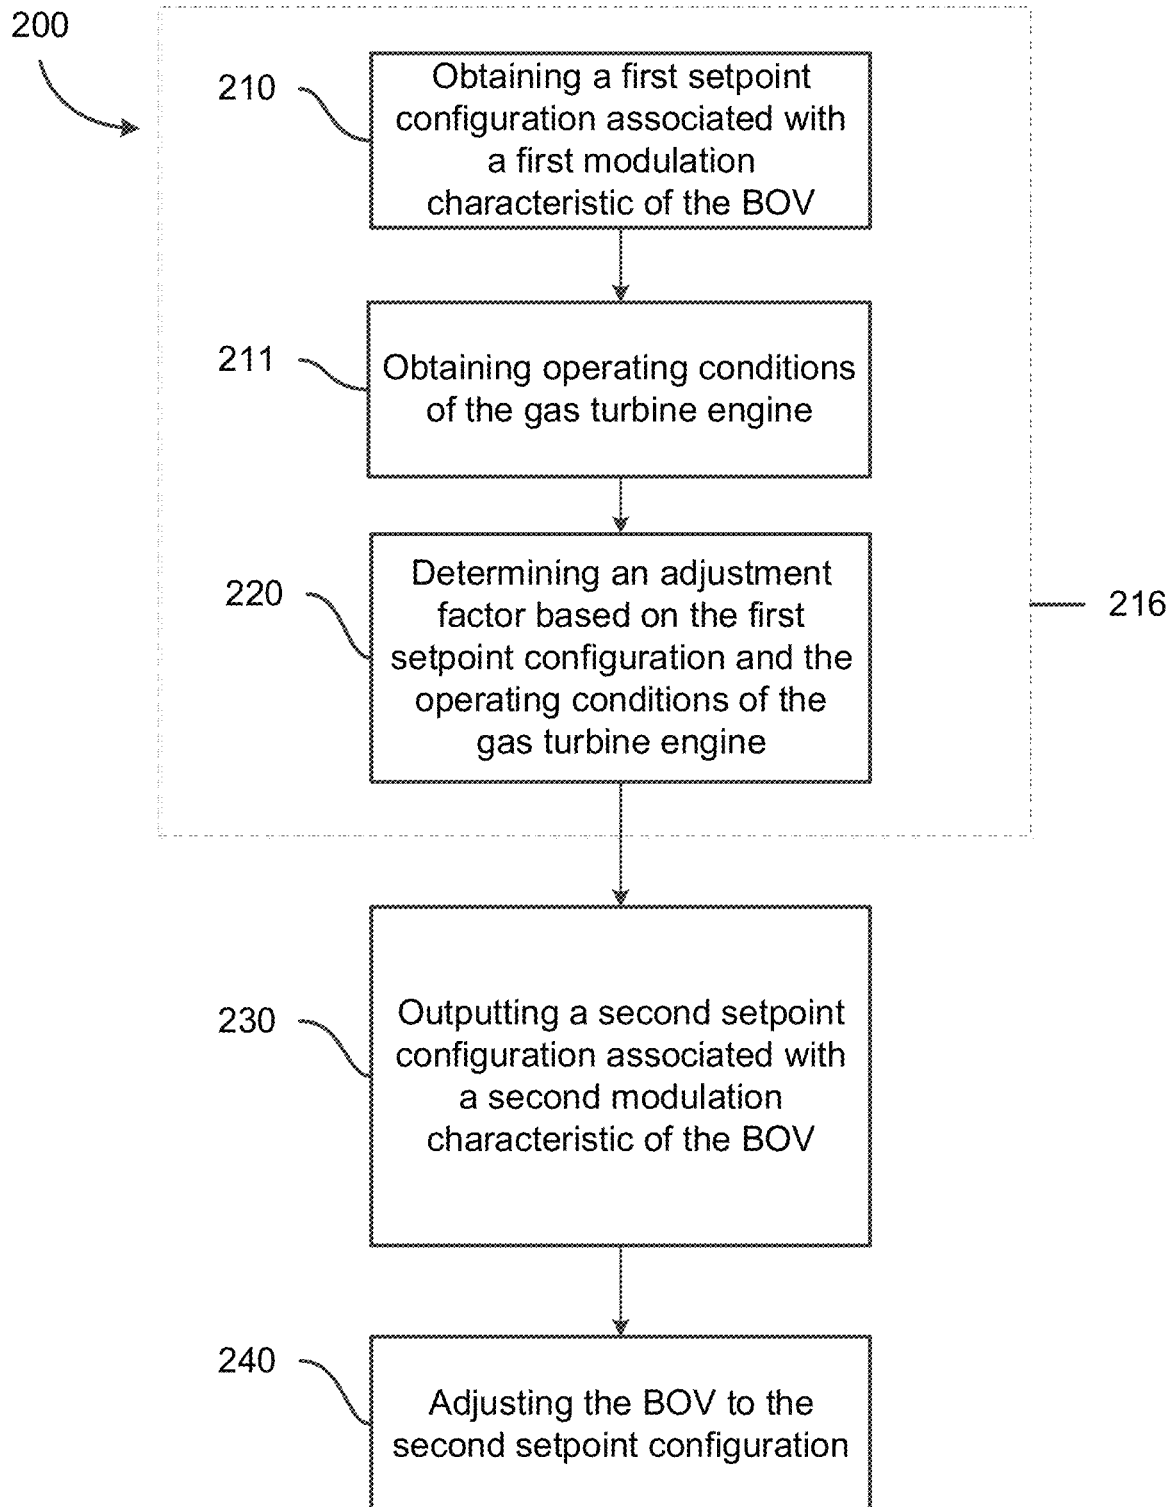 200
210
Obtaining a first setpoint
configuration associated with
a first modulation
characteristic of the BOV
211
Obtaining operating conditions
of the gas turbine engine
220
Determining an adjustment
factor based on the first
setpoint configuration and the
operating conditions of the
gas turbine engine
216
230
Outputting a second setpoint
configuration associated with
a second modulation
characteristic of the BOV
240
Adjusting the BOV to the
second setpoint configuration